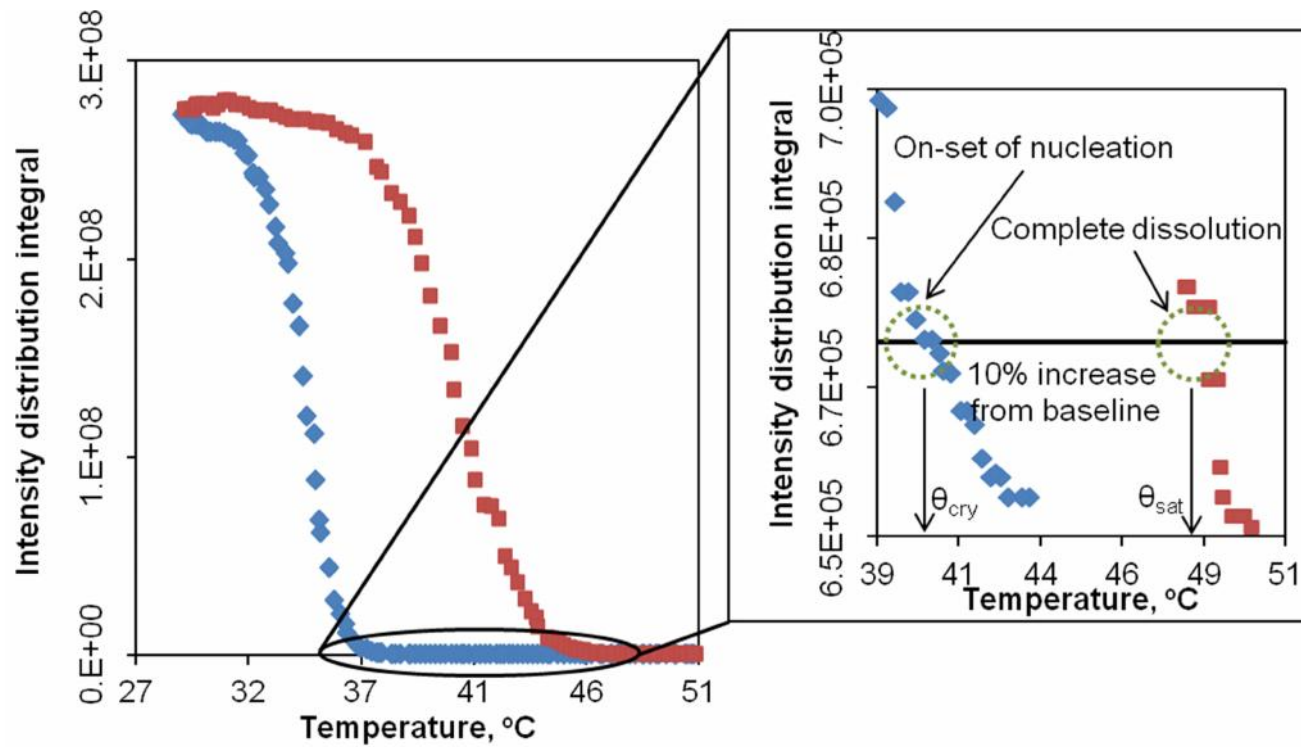 Intensity distribution integral
3.E+08
2.E+08
1.E+08
0.E+00
27
32
37
41
46
51
Temperature, °C
Intensity distribution integral
7.0E+05
6.8E+05
6.7E+05
6.5E+05
On-set of nucleation
Complete dissolution
10% increase
from baseline
θcry
θsat
39
41
44
46
49
51
Temperature, °C